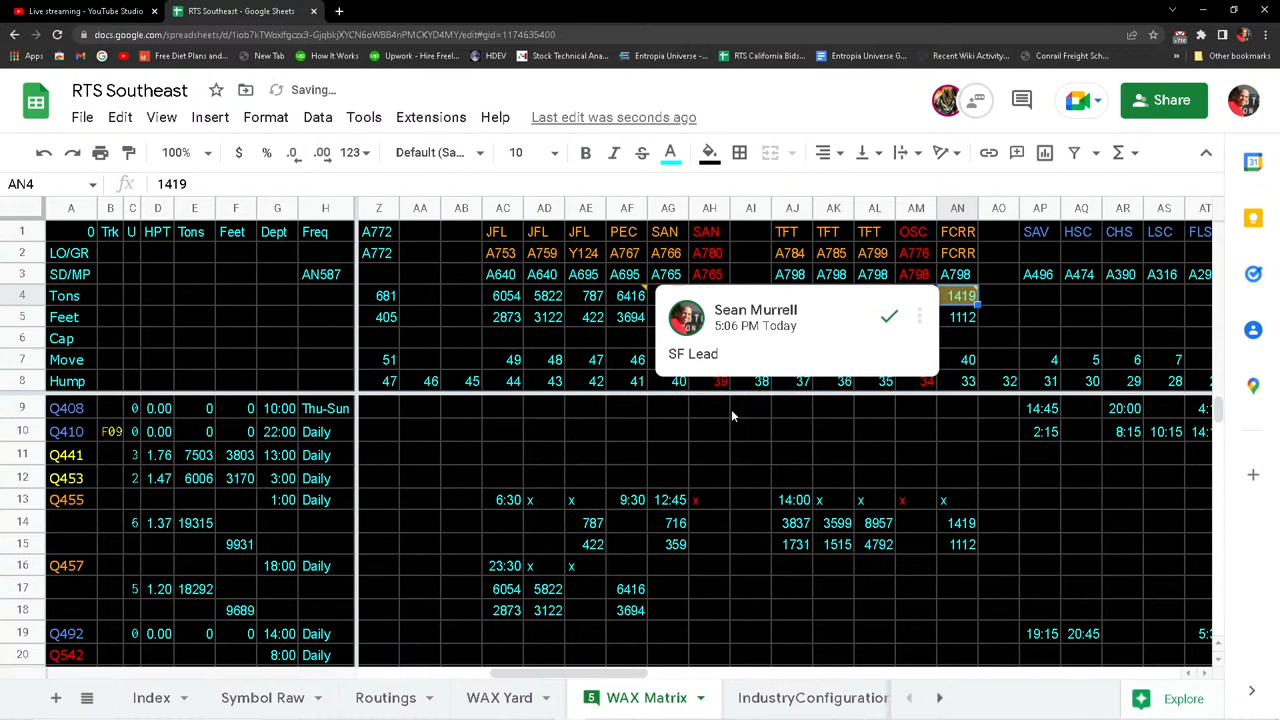 Live streaming - YouTube Studio RTS Southeast - Google Sheets
docs.google.com/spreadsheets/d/1iob7kTWoxlfgczx3-GjqbkjXYCN6oWBB4nPMCKYD4MY/edit#gid=1174635400
Apps Free Diet Plans and... New Tab How It Works Upwork - Hire Freel... HDEV Stock Technical Ana... Entropia Universe -... RTS California Bids... Entropia Universe G... Recent Wiki Activity... Conrail Freight Sch... Other bookmarks
RTS Southeast Saving...
File Edit View Insert Format Data Tools Extensions Help Last edit was seconds ago
Share
100% $ % .0 .00 123 Default (Sa... 10 B I S A
AN4 fx 1419
A B C D E F G H Z AA AB AC AD AE AF AG AH AI AJ AK AL AM AN AO AP AQ AR AS AT
1 0 Trk U HPT Tons Feet Dept Freq A772 JFL JFL JFL PEC SAN SAN TFT TFT TFT OSC FCRR SAV HSC CHS LSC FLS
2 LO/GR A772 A753 A759 Y124 A767 A766 A780 A784 A785 A799 A776 FCRR
3 SD/MP AN587 A640 A640 A695 A695 A765 A765 A798 A798 A798 A798 A798 A496 A474 A390 A316 A29
4 Tons 681 6054 5822 787 6416 1419
5 Feet 405 2873 3122 422 3694 1112
6 Cap
7 Move 51 49 48 47 46 40 4 5 6 7
8 Hump 47 46 45 44 43 42 41 40 39 38 37 36 35 34 33 32 31 30 29 28
Sean Murrell
5:06 PM Today
SF Lead
9 Q408 0 0.00 0 0 10:00 Thu-Sun 14:45 20:00 4:
10 Q410 F09 0 0.00 0 0 22:00 Daily 2:15 8:15 10:15 14:
11 Q441 3 1.76 7503 3803 13:00 Daily
12 Q453 2 1.47 6006 3170 3:00 Daily
13 Q455 1:00 Daily 6:30 x x 9:30 12:45 x 14:00 x x x x
14 6 1.37 19315 787 716 3837 3599 8957 1419
15 9931 422 359 1731 1515 4792 1112
16 Q457 18:00 Daily 23:30 x x
17 5 1.20 18292 6054 5822 6416
18 9689 2873 3122 3694
19 Q492 0 0.00 0 0 14:00 Daily 19:15 20:45 5:
20 Q542 8:00 Daily
Index Symbol Raw Routings WAX Yard 5 WAX Matrix IndustryConfiguration Explore